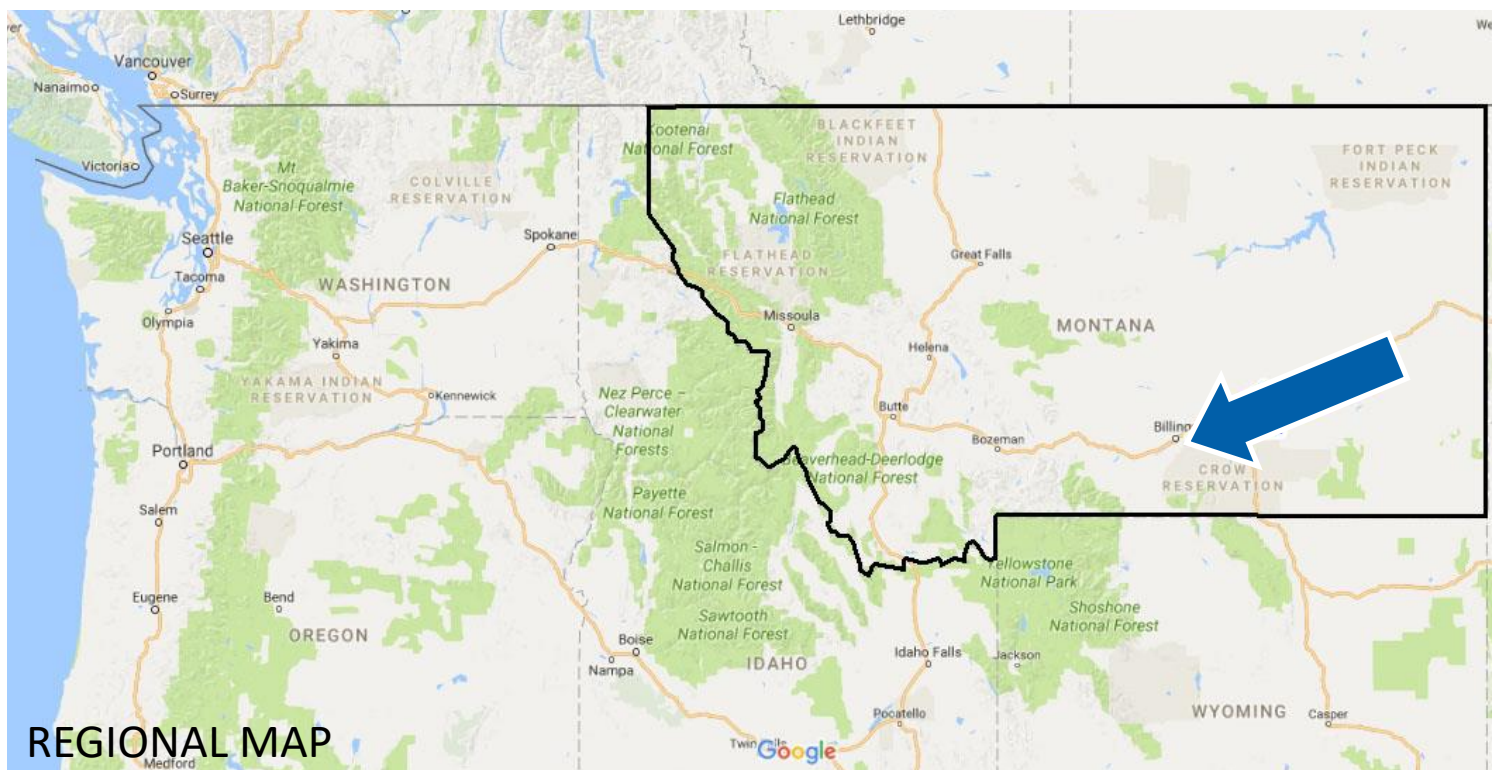 Lethbridge
Vancouver
Nanaimo
Surrey
Victoria
Mt
Baker-Snoqualmie
National Forest
COLVILLE
RESERVATION
Kootenai
National Forest
BLACKFEET
INDIAN
RESERVATION
FORT PECK
INDIAN
RESERVATION
Flathead
National Forest
Seattle
Spokane
Tacoma
WASHINGTON
FLATHEAD
RESERVATION
Great Falls
Olympia
Missoula
MONTANA
Yakima
Helena
YAKAMA INDIAN
RESERVATION
Kennewick
Nez Perce –
Clearwater
National
Forests
Butte
Bozeman
Portland
Beaverhead-Deerlodge
National Forest
CROW
RESERVATION
Payette
National Forest
Salem
Salmon -
Challis
National Forest
Yellowstone
National Park
Eugene
Bend
Sawtooth
National Forest
Shoshone
National Forest
OREGON
Boise
Nampa
IDAHO
Idaho Falls
Jackson
Pocatello
WYOMING
Casper
REGIONAL MAP
Medford
Google